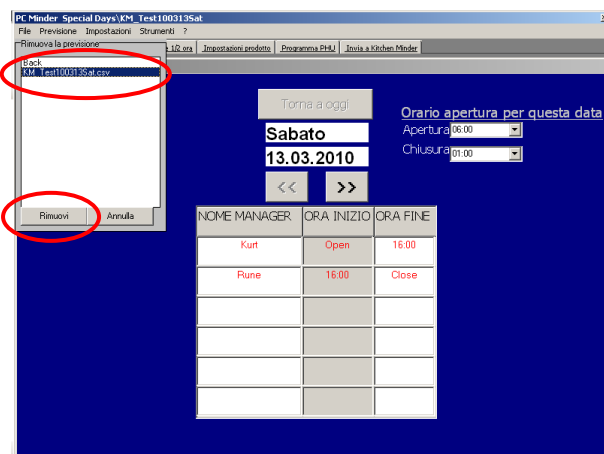 PC Minder Special Days\KM_Test100313Sat
File Previsione Impostazioni Strumenti ?
Rimuova la previsione
1/2 ora Impostazioni prodotto Programma PHU Invia a Kitchen Minder
Back
KM_Test100313Sat.csv
Rimuovi Annulla
Torna a oggi
Sabato
13.03.2010
<< >>
Orario apertura per questa data
Apertura 06:00
Chiusura 01:00
NOME MANAGER ORA INIZIO ORA FINE
Kurt Open 16:00
Rune 16:00 Close